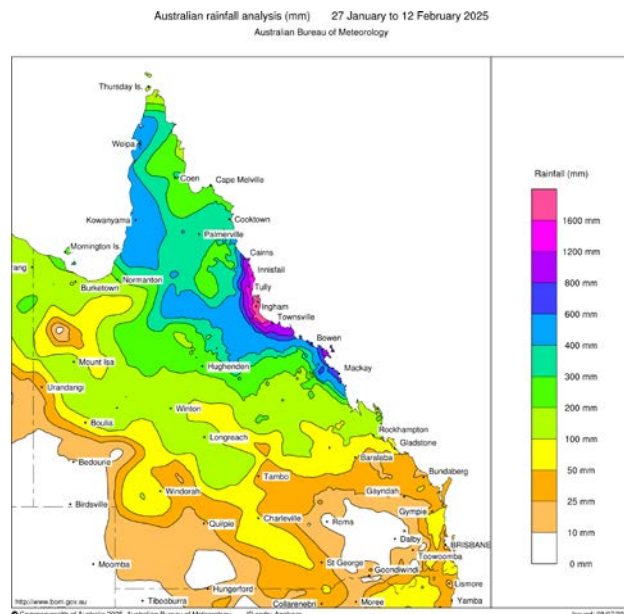 Australian rainfall analysis (mm) 27 January to 12 February 2025
Australian Bureau of Meteorology
Thursday Is.
Weipa
Coen
Cape Melville
Kowanyama
Cooktown
Palmerville
Mornington Is.
Cairns
Innisfail
Normanton
Burketown
Tully
Ingham
Townsville
Bowen
Mount Isa
Hughenden
Mackay
Urandangi
Winton
Boulia
Longreach
Rockhampton
Gladstone
Bedourie
Baralaba
Tambo
Bundaberg
Windorah
Gayndah
Birdsville
Quilpie
Charleville
Roma
Gympie
Dalby
BRISBANE
Toowoomba
Moomba
St George
Goondiwindi
Hungerford
Lismore
Tibooburra
Collarenebri
Moree
Yamba
Rainfall (mm)
1600 mm
1200 mm
800 mm
600 mm
400 mm
300 mm
200 mm
100 mm
50 mm
25 mm
10 mm
0 mm
http://www.bom.gov.au